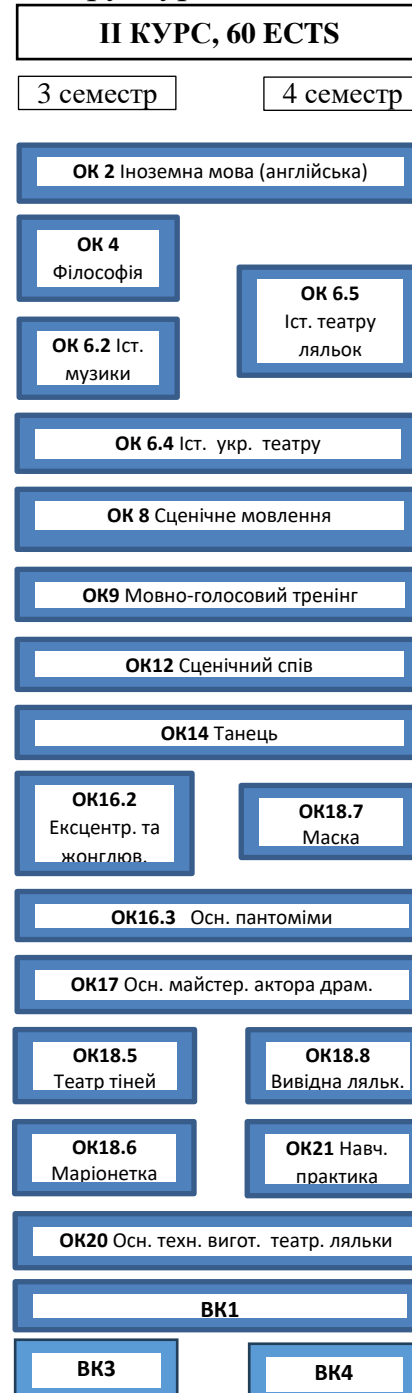 ІІ КУРС, 60 ECTS
3 семестр
4 семестр
ОК 2 Іноземна мова (англійська)
ОК 4
Філософія
ОК 6.5
Іст. театру
ляльок
ОК 6.2 Іст.
музики
ОК 6.4 Іст. укр. театру
ОК 8 Сценічне мовлення
ОК9 Мовно-голосовий тренінг
ОК12 Сценічний спів
ОК14 Танець
ОК16.2
Ексцентр. та
жонглюв.
ОК18.7
Маска
ОК16.3 Осн. пантоміми
ОК17 Осн. майстер. актора драм.
ОК18.5
Театр тіней
ОК18.8
Вивідна ляльк.
ОК18.6
Маріонетка
ОК21 Навч.
практика
ОК20 Осн. техн. вигот. театр. ляльки
ВК1
ВК3
ВК4